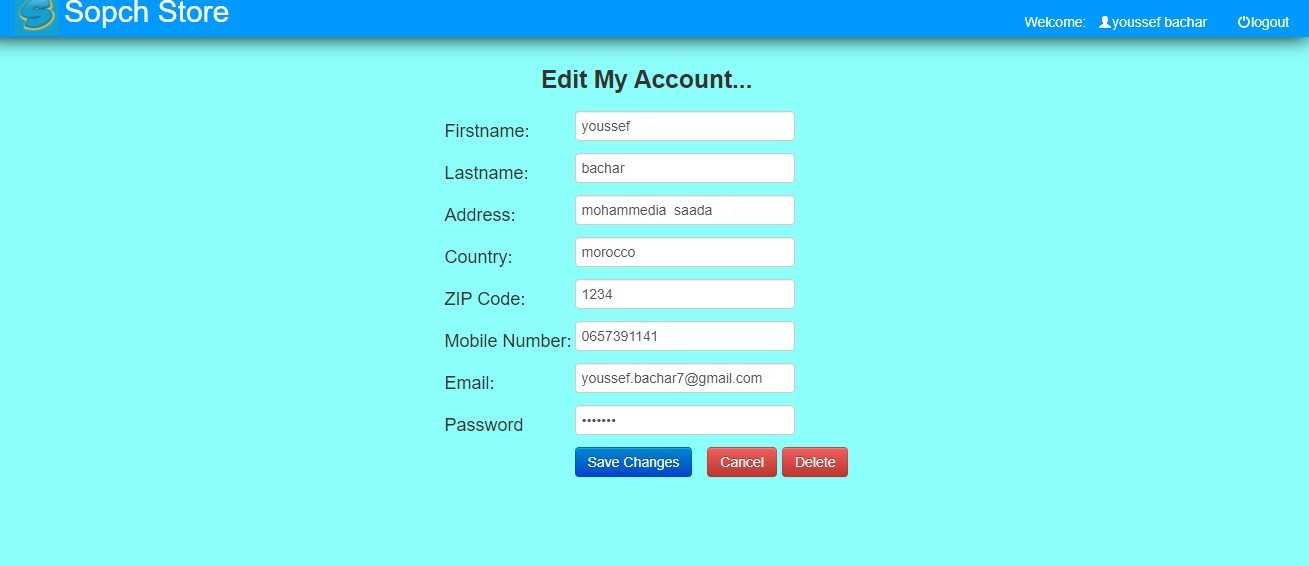 Sopch Store
Welcome: youssef bachar logout
Edit My Account...
Firstname: youssef
Lastname: bachar
Address: mohammedia  saada
Country: morocco
ZIP Code: 1234
Mobile Number: 0657391141
Email: youssef.bachar7@gmail.com
Password •••••••
Save Changes Cancel Delete